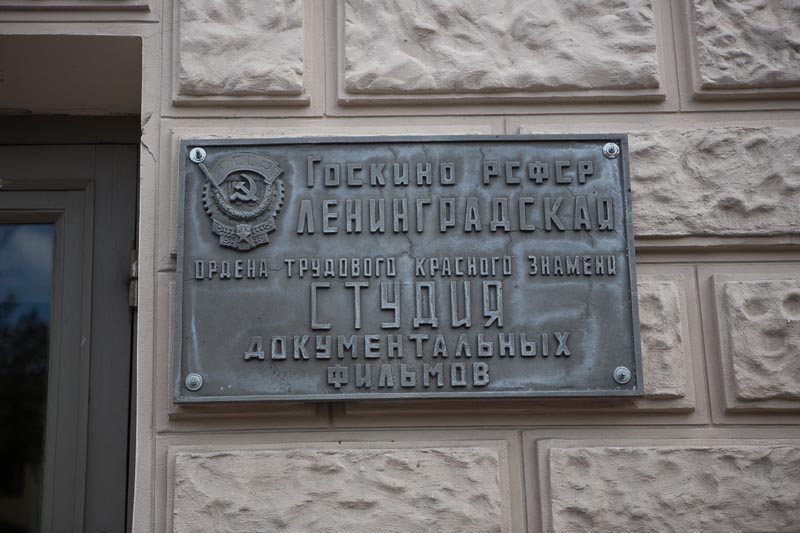 Госкино РСФСР
ЛЕНИНГРАДСКАЯ
ОРДЕНА ТРУДОВОГО КРАСНОГО ЗНАМЕНИ
СТУДИЯ
ДОКУМЕНТАЛЬНЫХ
ФИЛЬМОВ